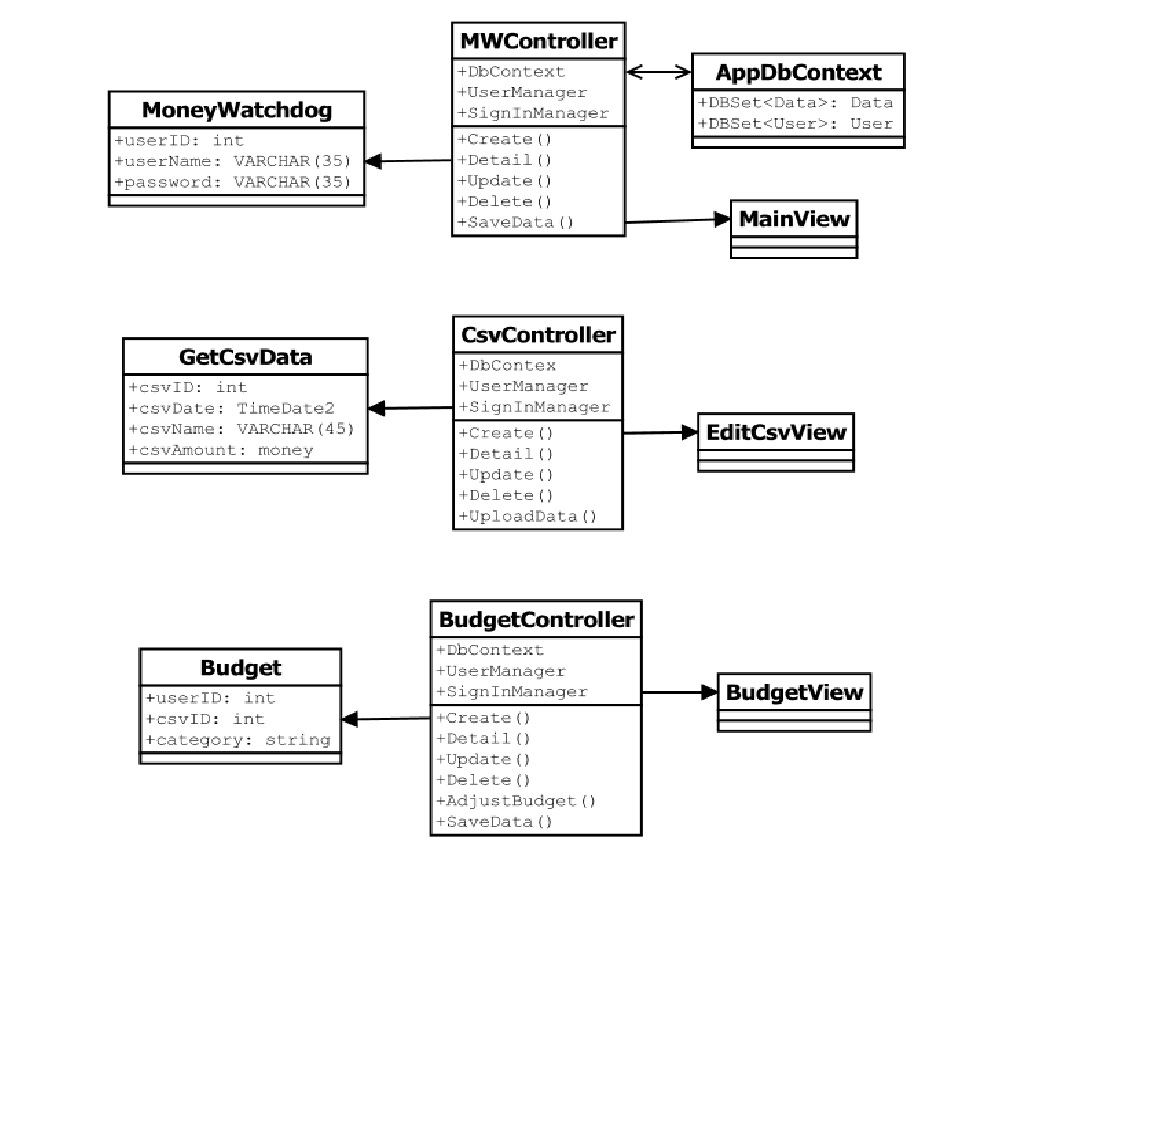 MWController
+DbContext
+UserManager
+SignInManager
+Create()
+Detail()
+Update()
+Delete()
+SaveData()
AppDbContext
+DBSet<Data>: Data
+DBSet<User>: User
MoneyWatchdog
+userID: int
+userName: VARCHAR(35)
+password: VARCHAR(35)
MainView
CsvController
+DbContex
+UserManager
+SignInManager
+Create()
+Detail()
+Update()
+Delete()
+UploadData()
GetCsvData
+csvID: int
+csvDate: TimeDate2
+csvName: VARCHAR(45)
+csvAmount: money
EditCsvView
BudgetController
+DbContext
+UserManager
+SignInManager
+Create()
+Detail()
+Update()
+Delete()
+AdjustBudget()
+SaveData()
Budget
+userID: int
+csvID: int
+category: string
BudgetView